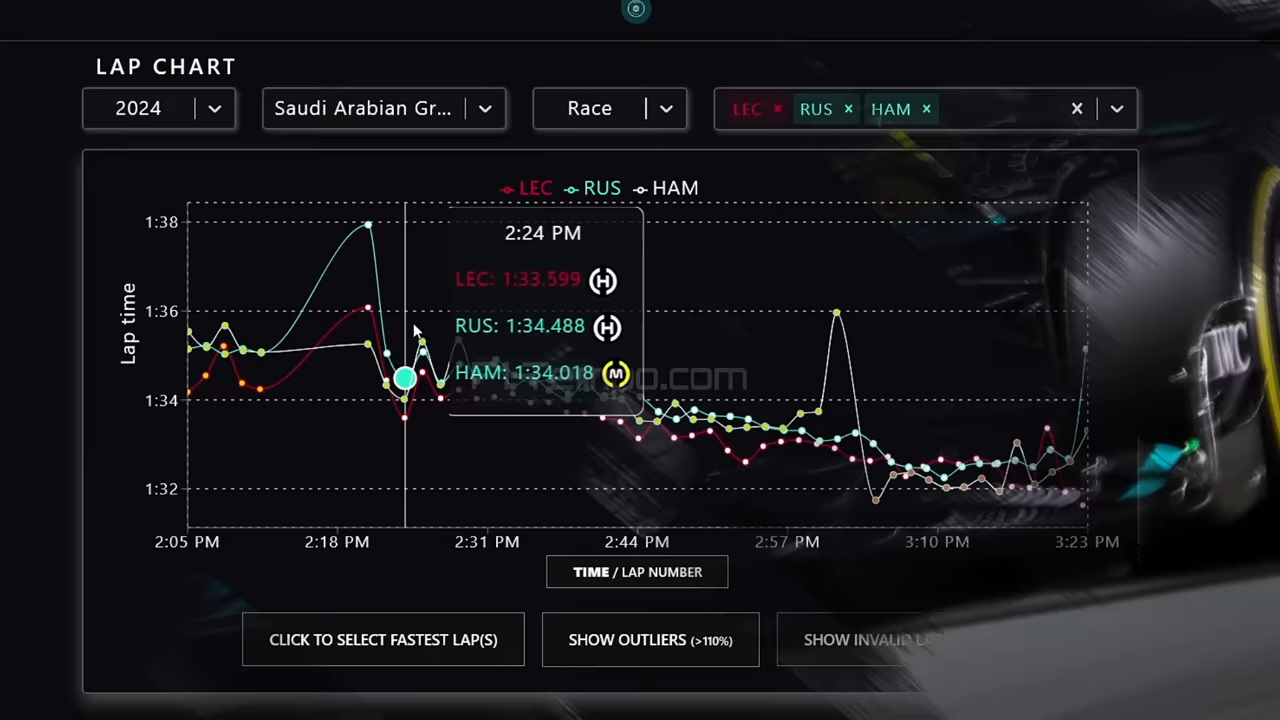 LAP CHART
2024
Saudi Arabian Gr...
Race
LEC ×
RUS ×
HAM ×
LEC RUS HAM
1:38
1:36
1:34
1:32
Lap time
2:24 PM
LEC: 1:33.599 H
RUS: 1:34.488 H
HAM: 1:34.018 M
2:05 PM
2:18 PM
2:31 PM
2:44 PM
2:57 PM
3:10 PM
3:23 PM
TIME / LAP NUMBER
CLICK TO SELECT FASTEST LAP(S)
SHOW OUTLIERS (>110%)
SHOW INVALID